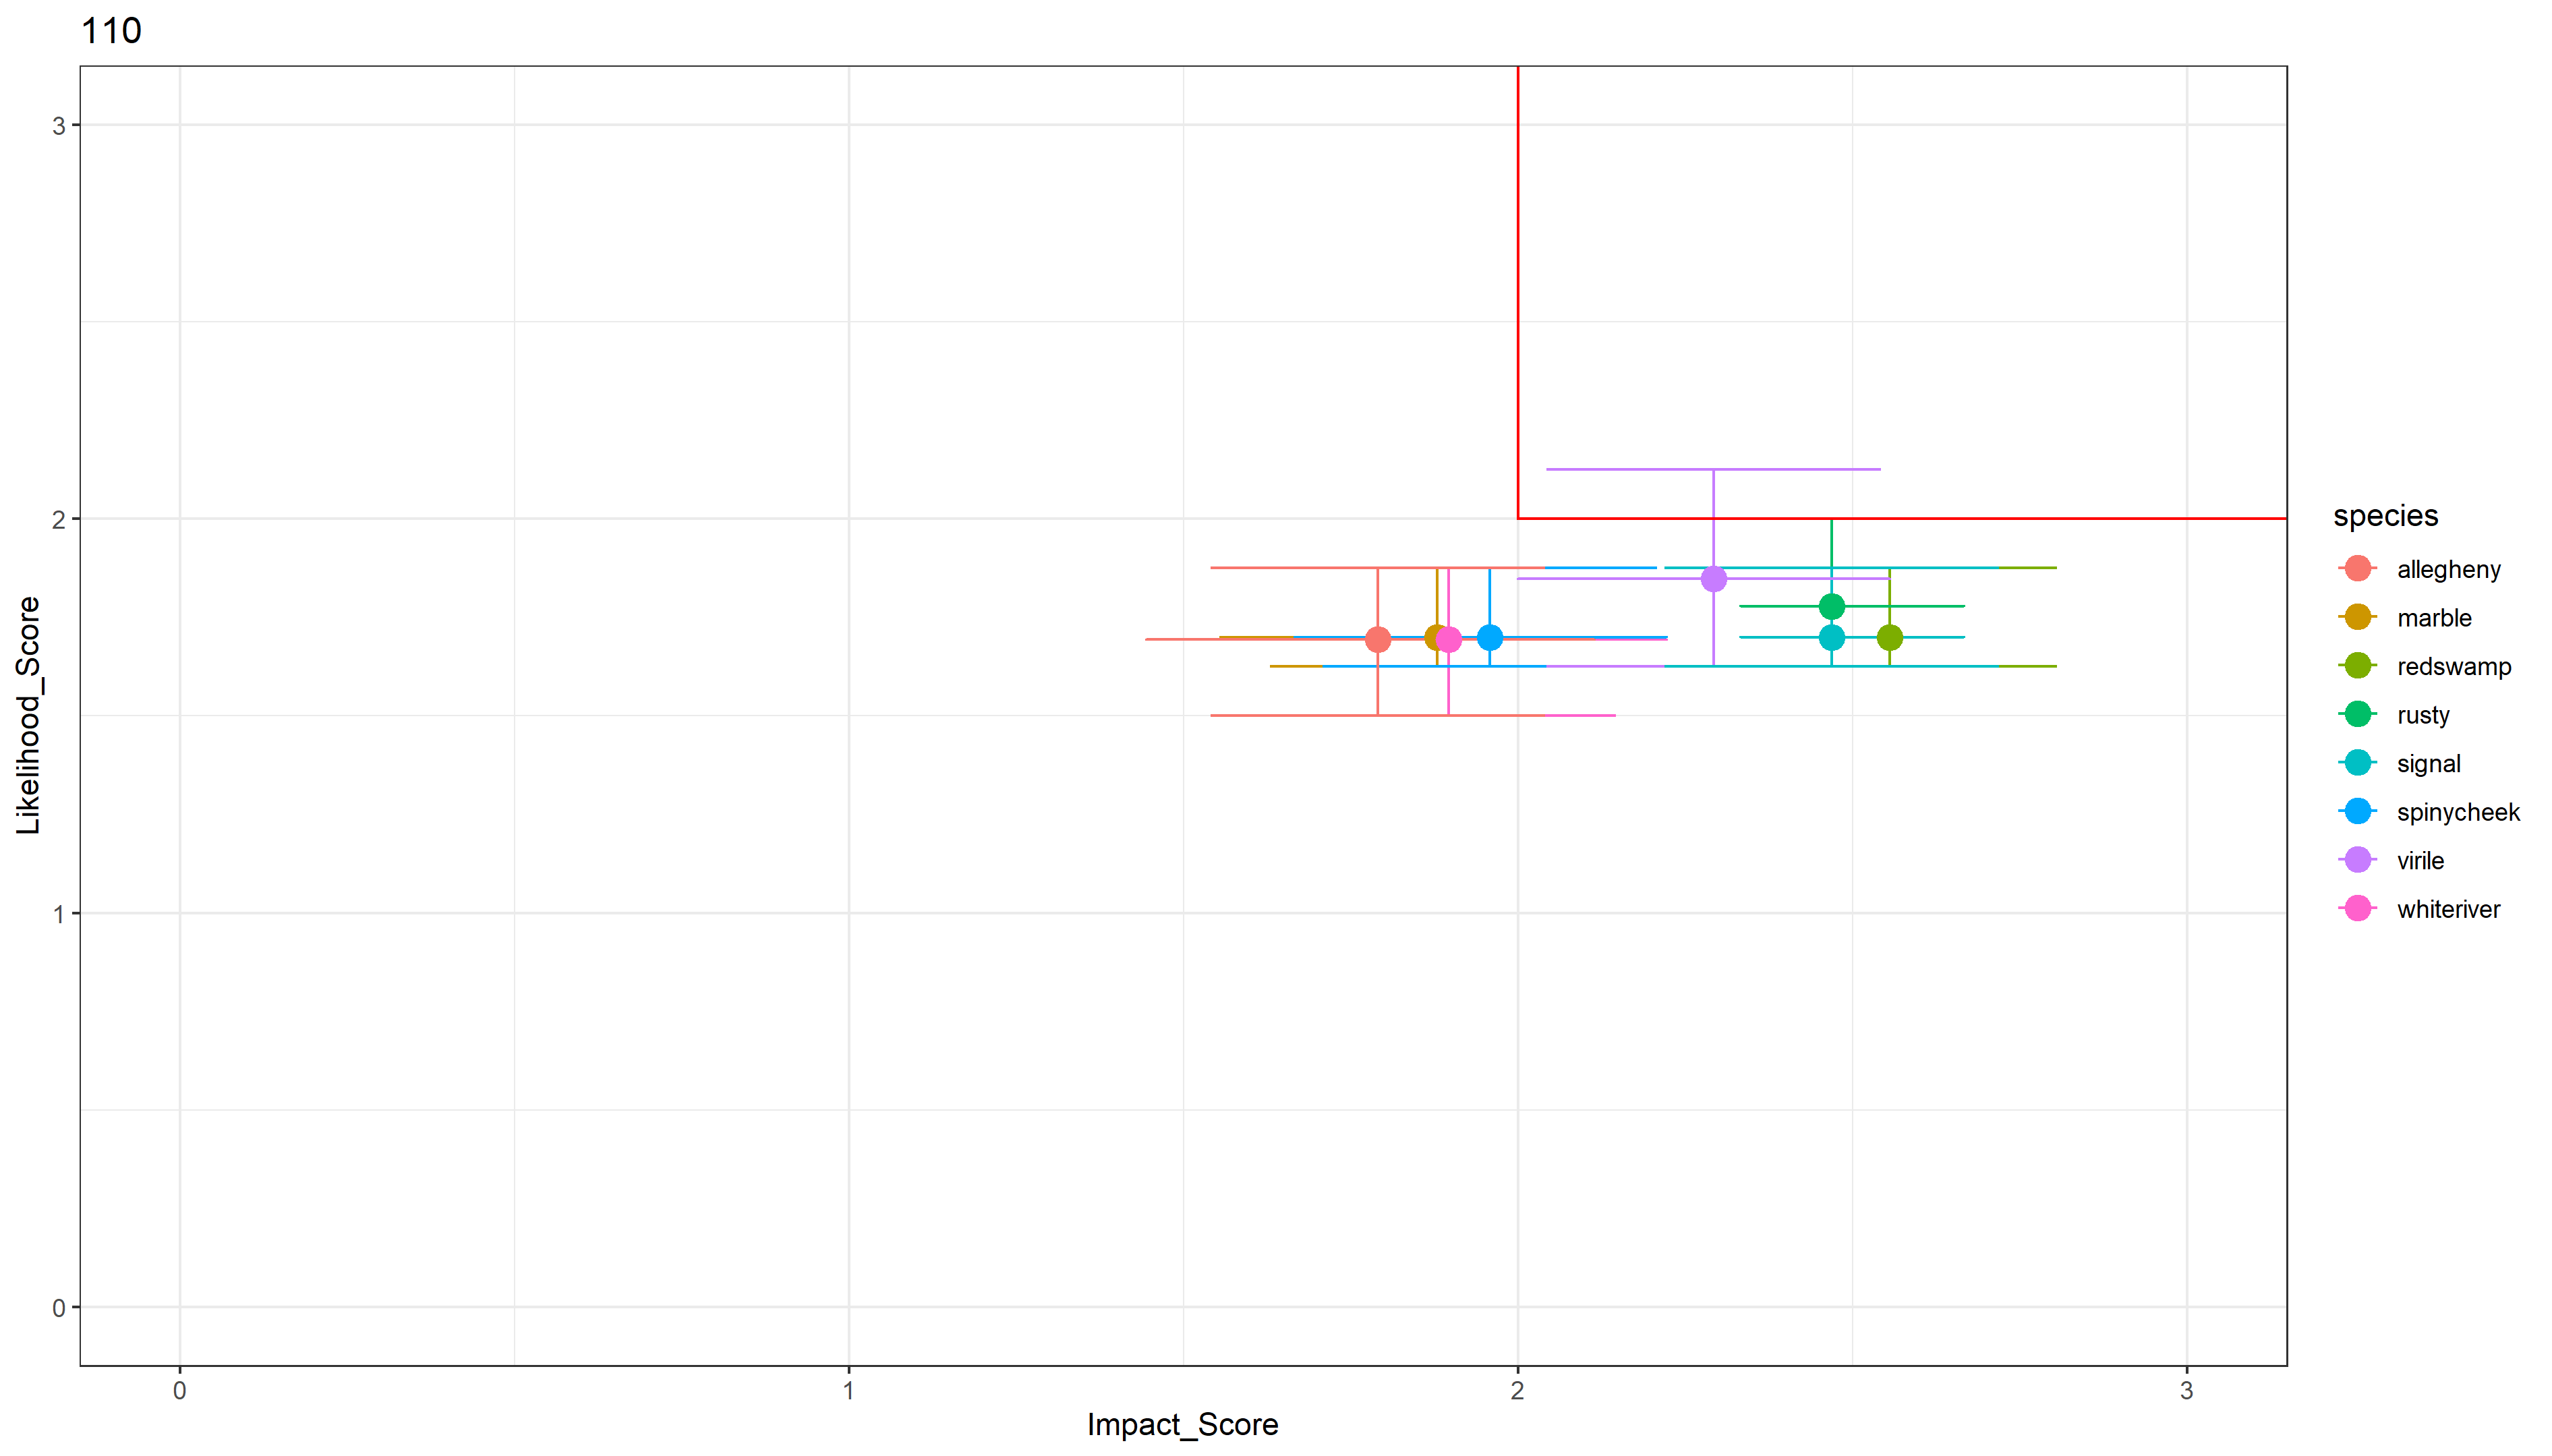 110
3
2
1
0
Likelihood_Score
0 1 2 3
Impact_Score
species
allegheny
marble
redswamp
rusty
signal
spinycheek
virile
whiteriver